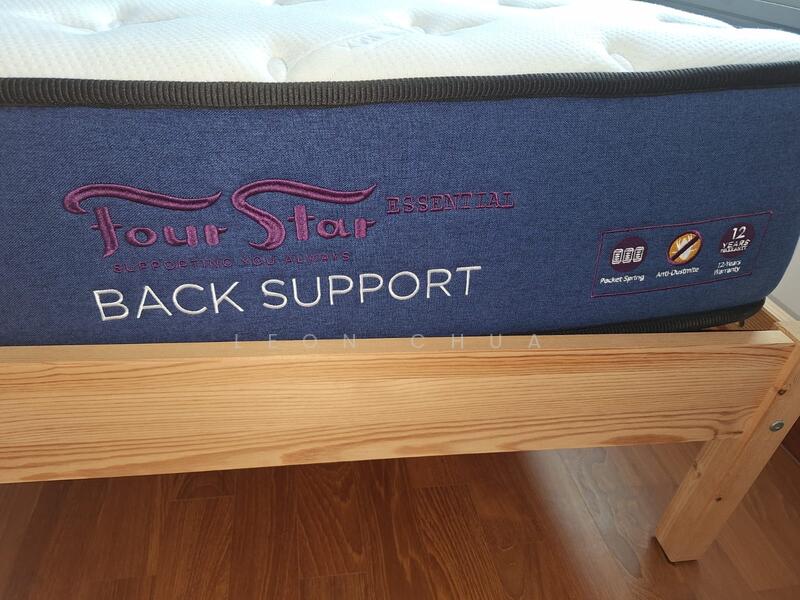 Four Star ESSENTIAL
SUPPORTING YOU ALWAYS
BACK SUPPORT
Pocket Spring
Anti-Dustmite
12
YEARS
12-Years
Warranty
LEON CHUA